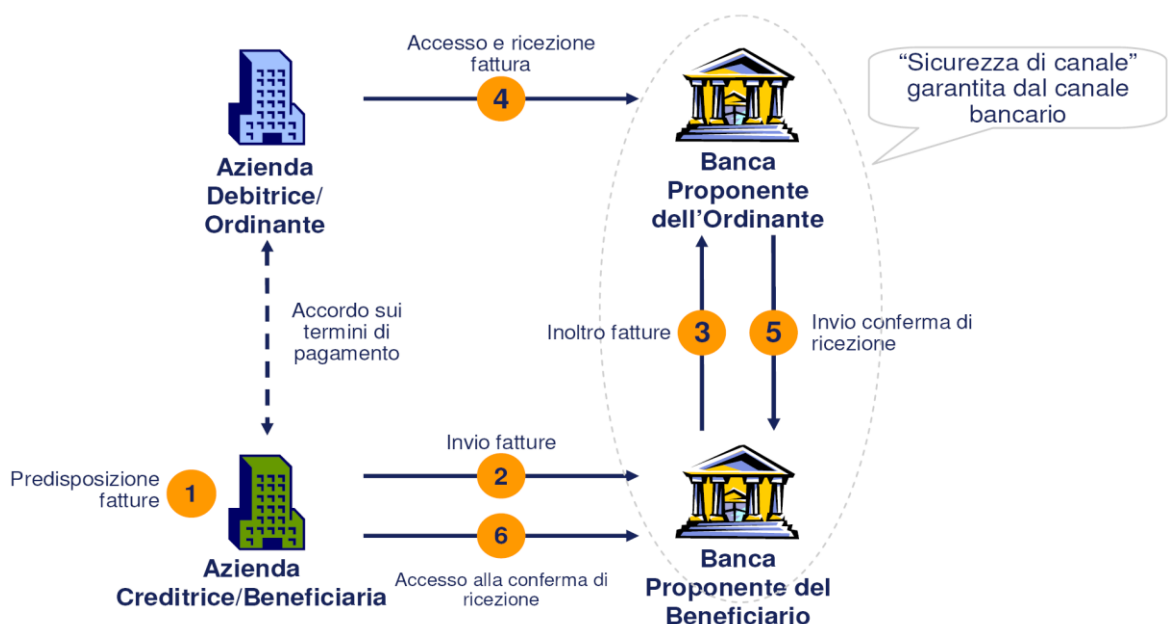 Accesso e ricezione
fattura
4
"Sicurezza di canale"
garantita dal canale
bancario
Azienda
Debitrice/
Ordinante
Banca
Proponente
dell'Ordinante
Accordo sui
termini di
pagamento
Inoltro fatture
3
5
Invio conferma di
ricezione
Predisposizione
fatture
1
Invio fatture
2
6
Accesso alla conferma di
ricezione
Azienda
Creditrice/Beneficiaria
Banca
Proponente del
Beneficiario